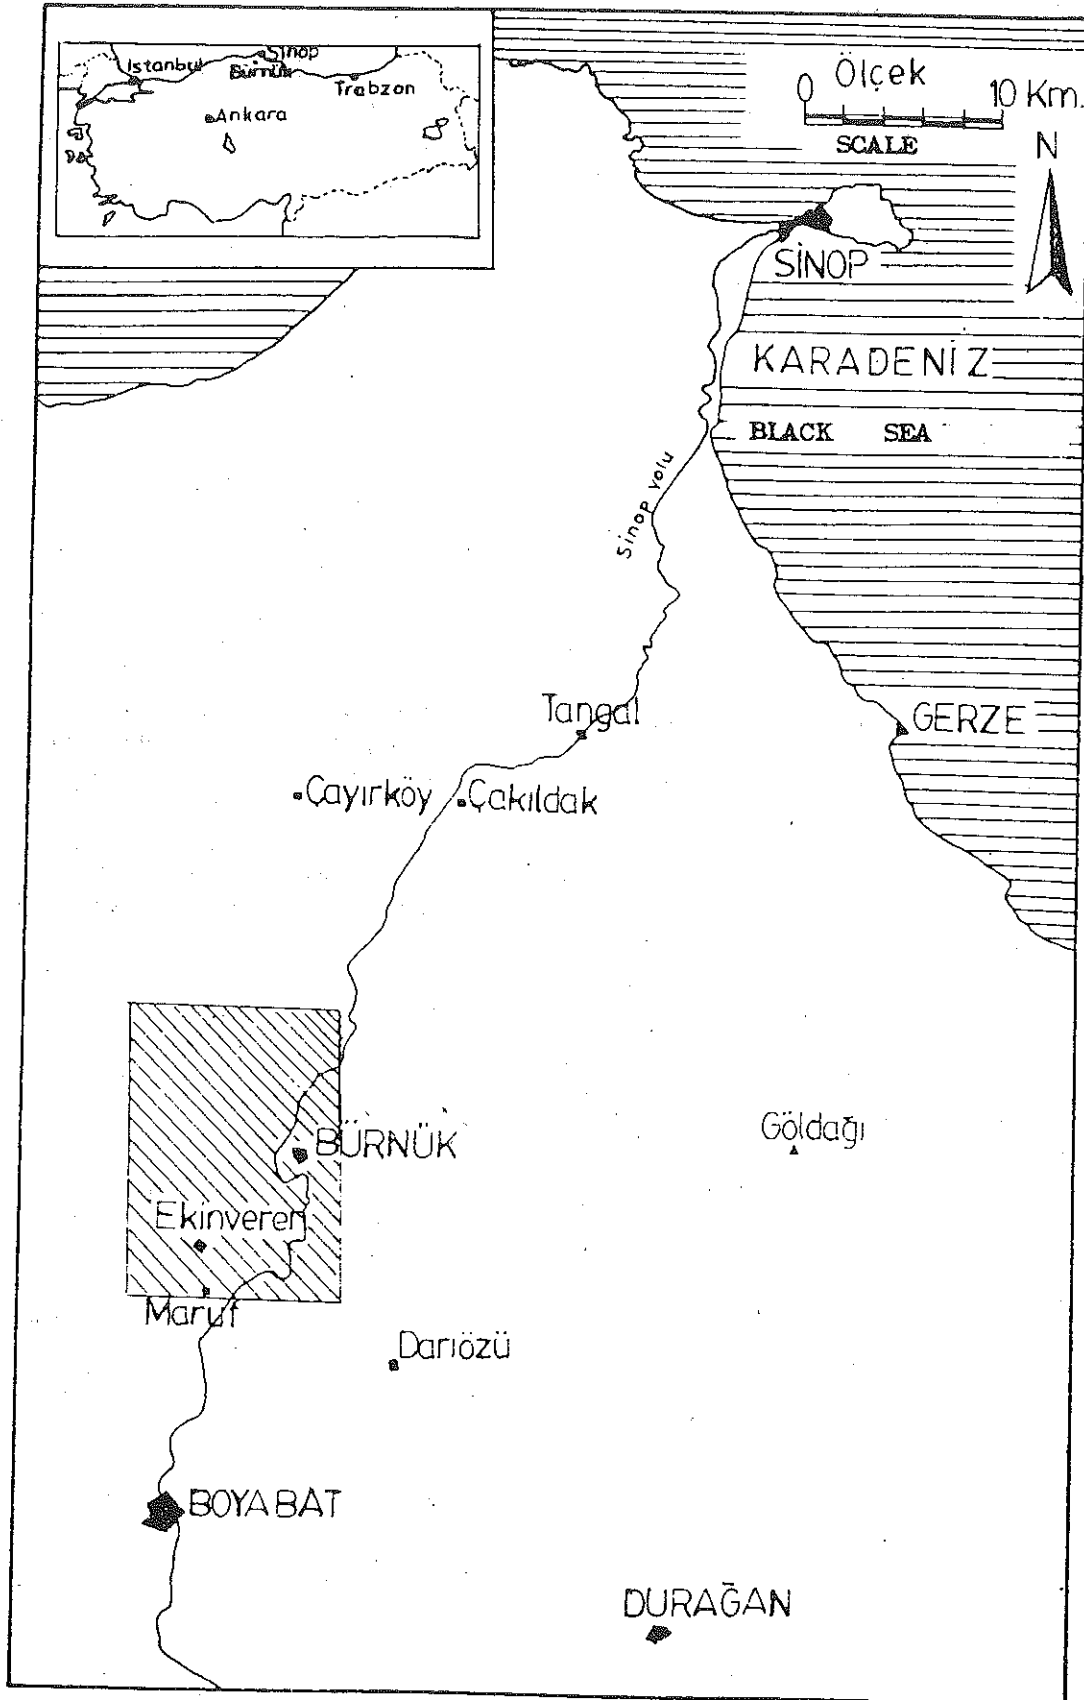 Sinop
İstanbul
Bürnük
Trabzon
Ankara
Ölçek
0 10 Km.
SCALE
N
SİNOP
KARADENİZ
BLACK SEA
Sinop yolu
Tangal
GERZE
Çayırköy
Çakıldak
BÜRNÜK
Göldağı
Ekinveren
Maruf
Darıözü
BOYABAT
DURAĞAN